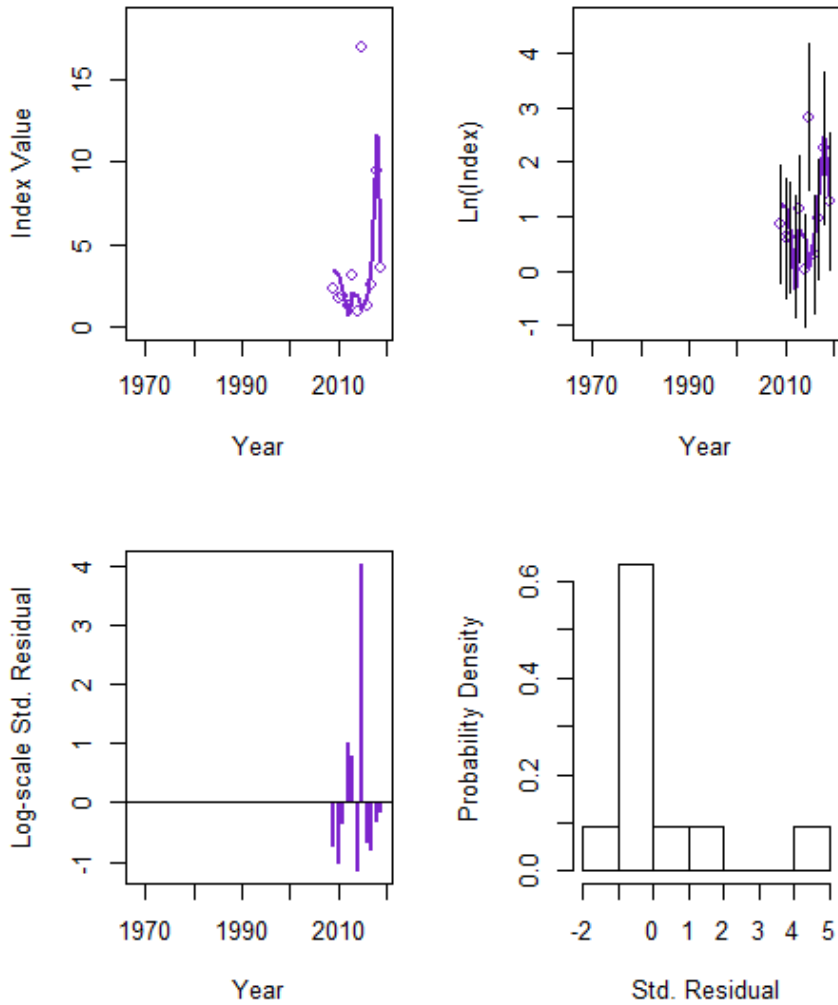 Index Value
15
10
5
0
1970 1990 2010
Year
Ln(Index)
4
3
2
1
0
-1
1970 1990 2010
Year
Log-scale Std. Residual
4
3
2
1
0
-1
1970 1990 2010
Year
Probability Density
0.6
0.4
0.2
0.0
-2 0 1 2 3 4 5
Std. Residual